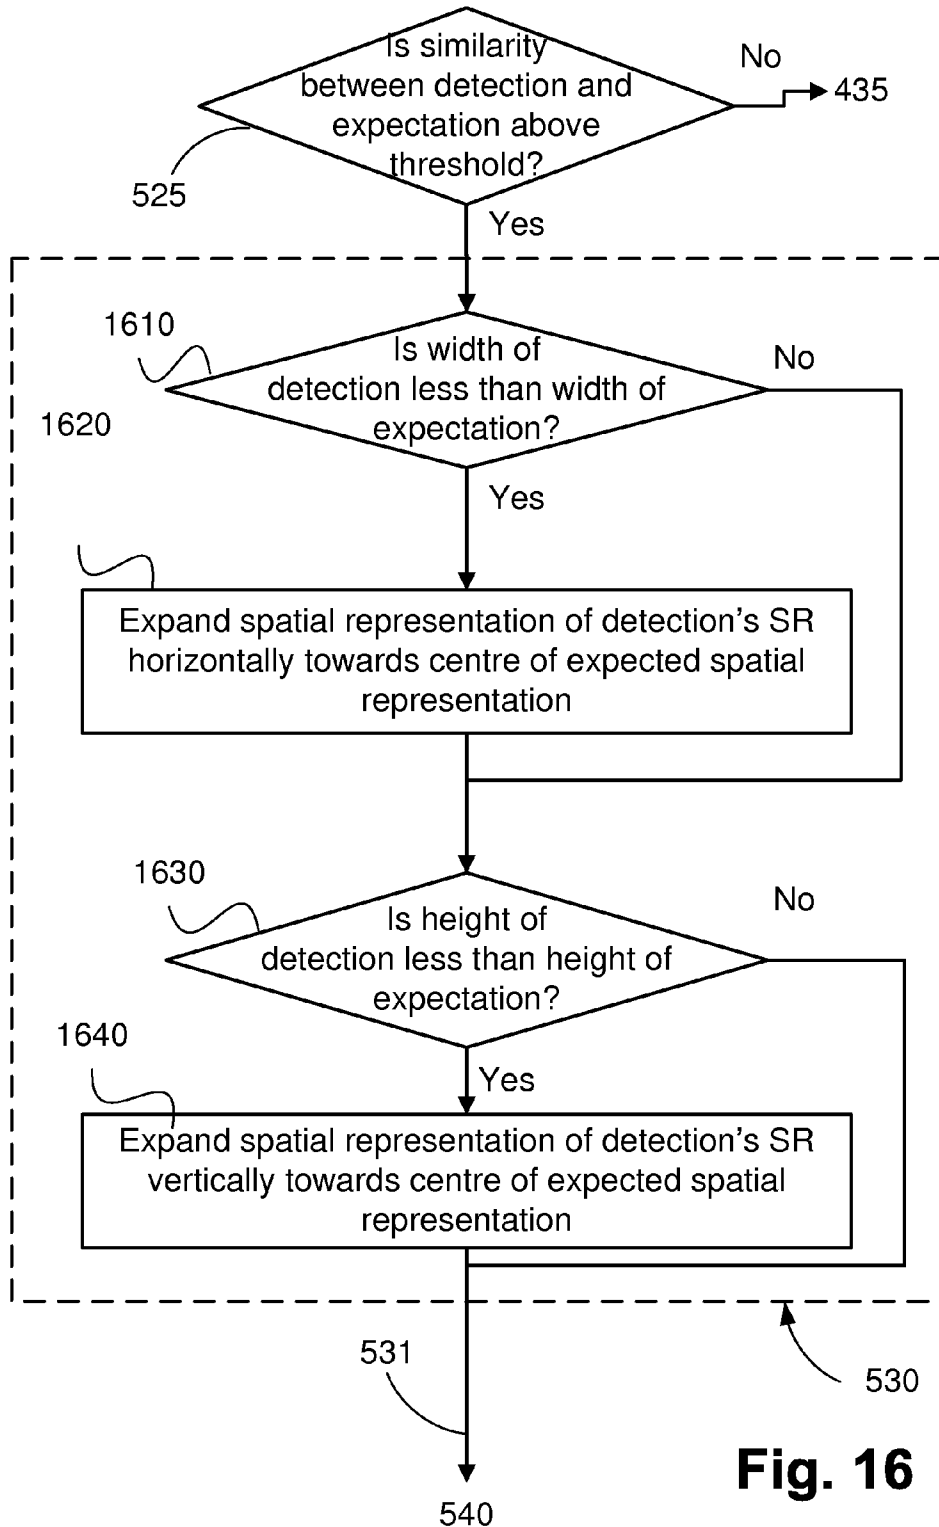 Is similarity
between detection and
expectation above
threshold?
No
435
525
Yes
1610
Is width of
detection less than width of
expectation?
No
1620
Yes
Expand spatial representation of detection’s SR
horizontally towards centre of expected spatial
representation
1630
Is height of
detection less than height of
expectation?
No
1640
Yes
Expand spatial representation of detection’s SR
vertically towards centre of expected spatial
representation
531
530
Fig. 16
540